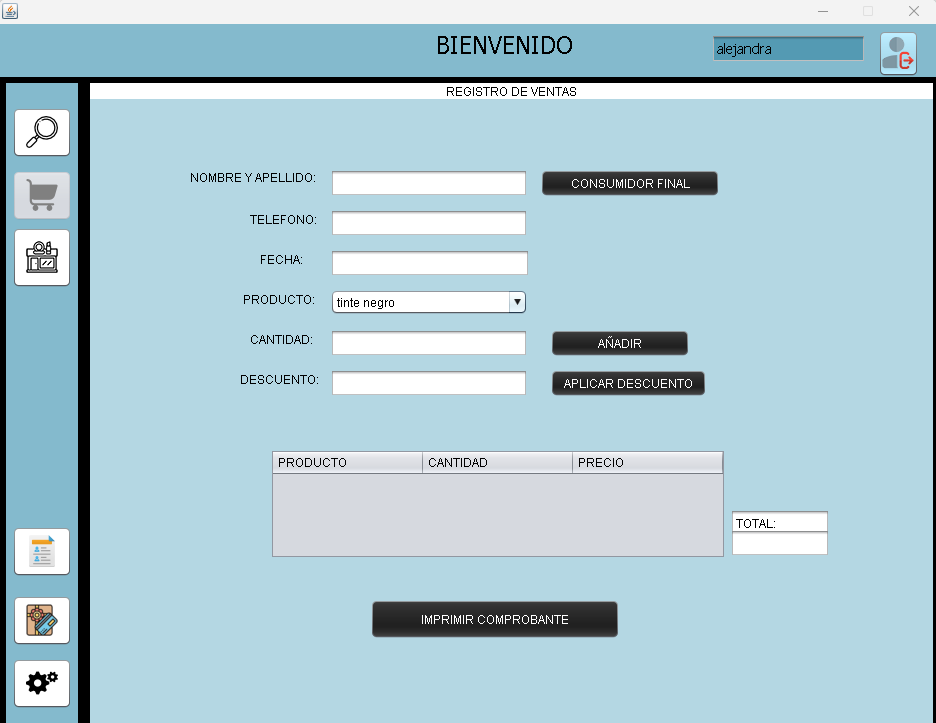 BIENVENIDO
alejandra
REGISTRO DE VENTAS
NOMBRE Y APELLIDO:
CONSUMIDOR FINAL
TELEFONO:
FECHA:
PRODUCTO:
tinte negro
CANTIDAD:
AÑADIR
DESCUENTO:
APLICAR DESCUENTO
PRODUCTO CANTIDAD PRECIO
TOTAL:
IMPRIMIR COMPROBANTE